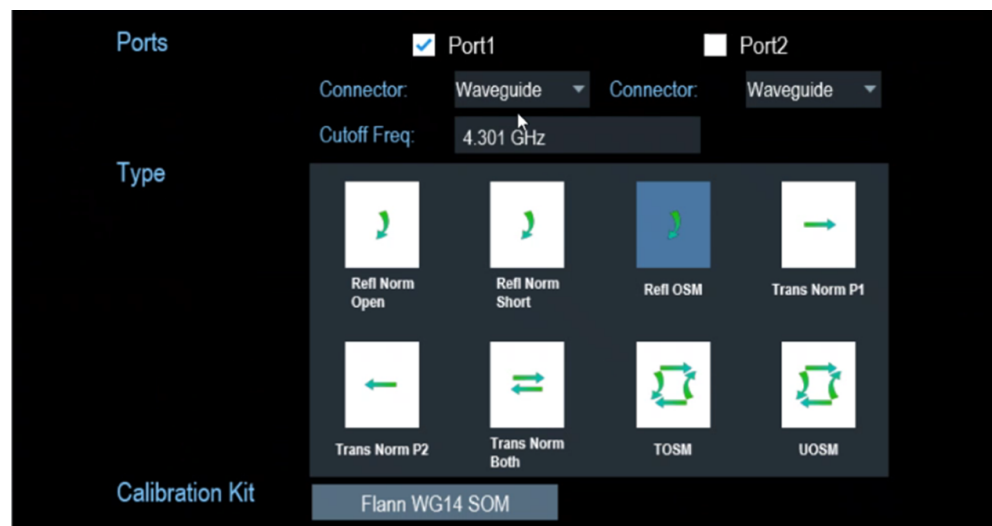 Ports
Port1
Port2
Connector:
Waveguide
Connector:
Waveguide
Cutoff Freq:
4.301 GHz
Type
Refl Norm
Open
Refl Norm
Short
Refl OSM
Trans Norm P1
Trans Norm P2
Trans Norm
Both
TOSM
UOSM
Calibration Kit
Flann WG14 SOM